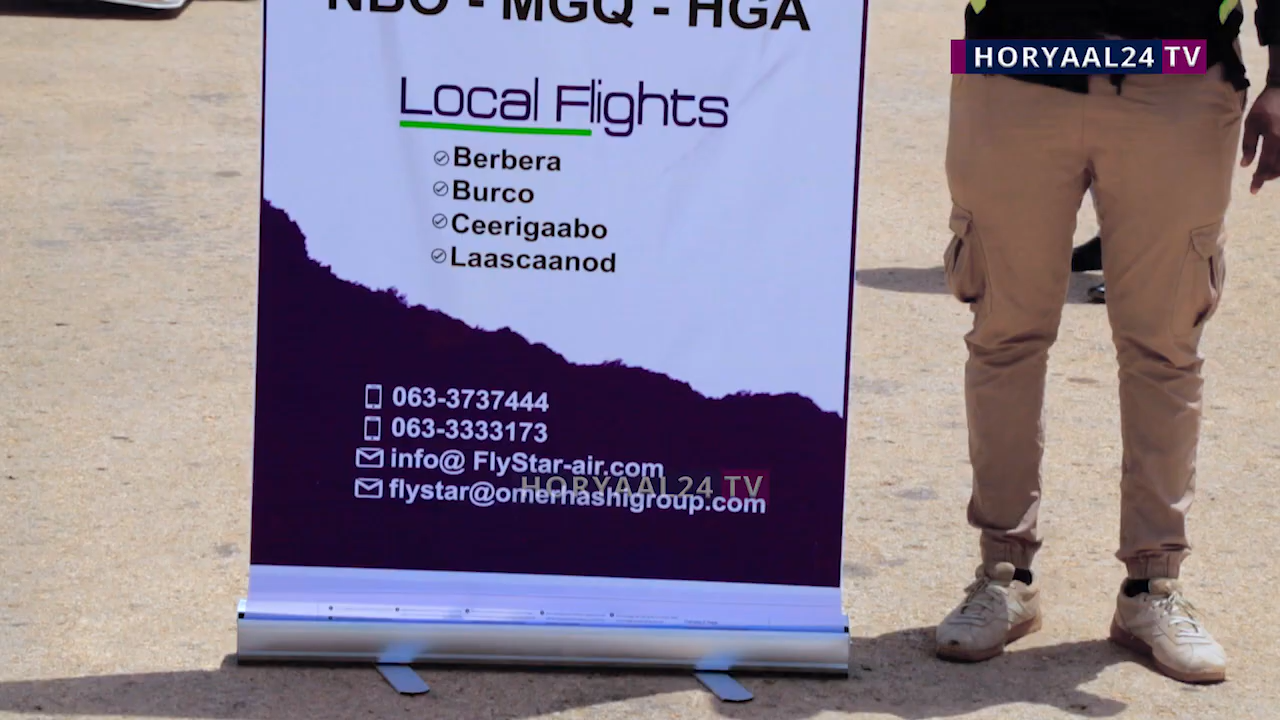 NBO - MGQ - HGA
HORYAAL24 TV
Local Flights
Berbera
Burco
Ceerigaabo
Laascaanod
063-3737444
063-3333173
info@ FlyStar-air.com
HORYAAL24 TV
flystar@omerhashigroup.com